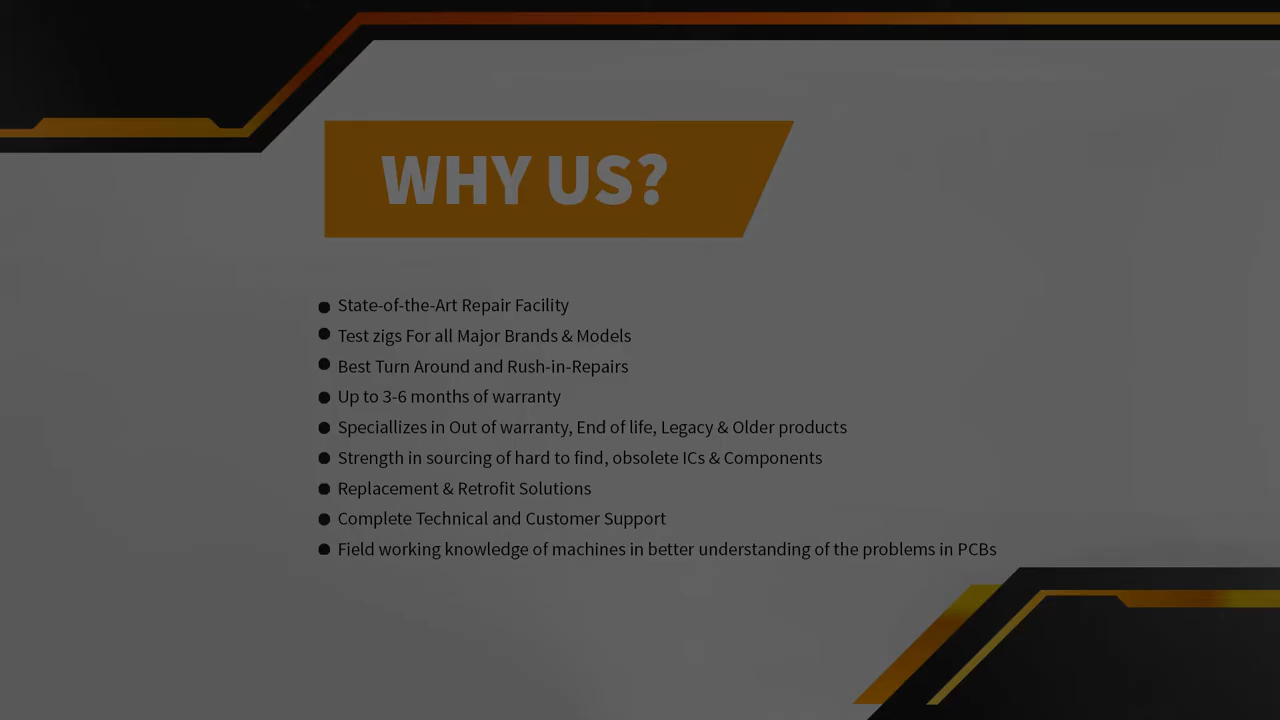 WHY US?
State-of-the-Art Repair Facility
Test zigs For all Major Brands & Models
Best Turn Around and Rush-in-Repairs
Up to 3-6 months of warranty
Speciallizes in Out of warranty, End of life, Legacy & Older products
Strength in sourcing of hard to find, obsolete ICs & Components
Replacement & Retrofit Solutions
Complete Technical and Customer Support
Field working knowledge of machines in better understanding of the problems in PCBs